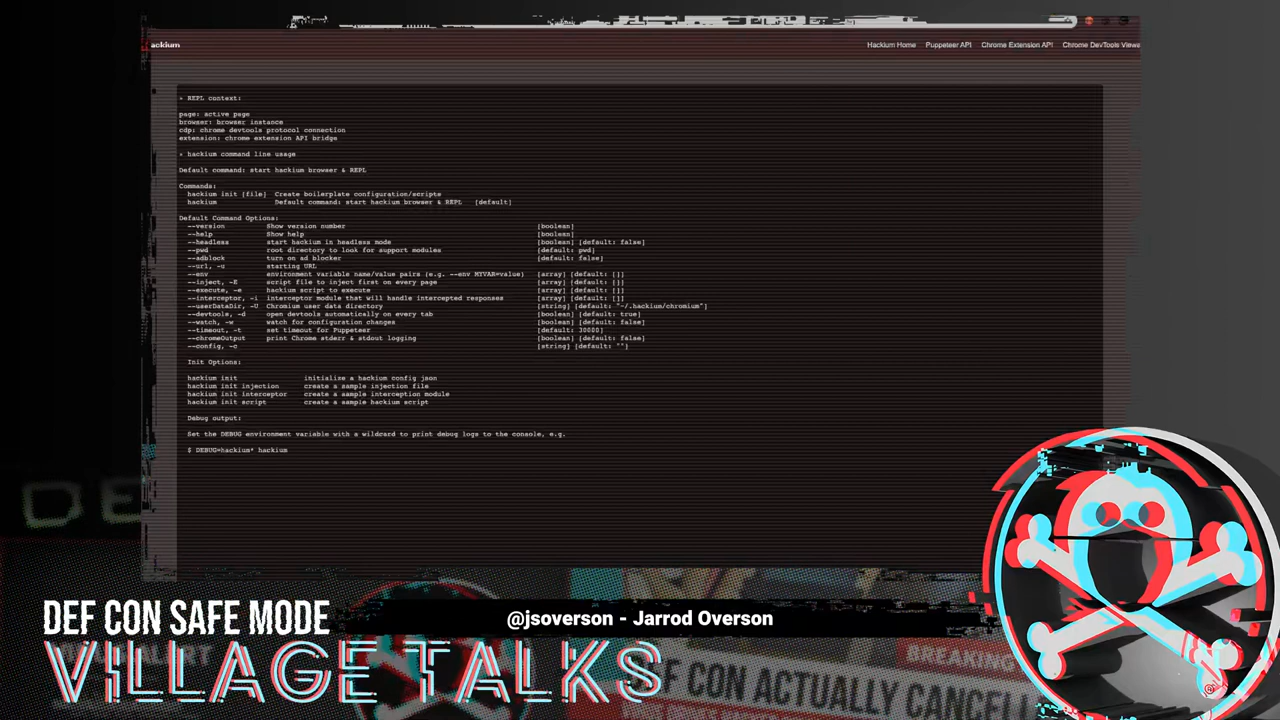 ackium
Hackium Home Puppeteer API Chrome Extension API Chrome DevTools Views
» REPL context:
page: active page
browser: browser instance
cdp: chrome devtools protocol connection
extension: chrome extension API bridge
» hackium command line usage
Default command: start hackium browser & REPL
Commands:
hackium init [file] Create boilerplate configuration/scripts
hackium Default command: start hackium browser & REPL [default]
Default Command Options:
--version Show version number [boolean]
--help Show help [boolean]
--headless start hackium in headless mode [boolean] [default: false]
--pwd root directory to look for support modules [default: pwd]
--adblock turn on ad blocker [default: false]
--url, -u starting URL
--env environment variable name/value pairs (e.g. --env MYVAR=value) [array] [default: []]
--inject, -E script file to inject first on every page [array] [default: []]
--execute, -e hackium script to execute [array] [default: []]
--interceptor, -i interceptor module that will handle intercepted responses [array] [default: []]
--userDataDir, -U Chromium user data directory [string] [default: "~/.hackium/chromium"]
--devtools, -d open devtools automatically on every tab [boolean] [default: true]
--watch, -w watch for configuration changes [boolean] [default: false]
--timeout, -t set timeout for Puppeteer [default: 30000]
--chromeOutput print Chrome stderr & stdout logging [boolean] [default: false]
--config, -c [string] [default: ""]
Init Options:
hackium init initialize a hackium config json
hackium init injection create a sample injection file
hackium init interceptor create a sample interception module
hackium init script create a sample hackium script
Debug output:
Set the DEBUG environment variable with a wildcard to print debug logs to the console, e.g.
$ DEBUG=hackium* hackium
DE
DEF CON SAFE MODE
@jsoverson - Jarrod Overson
VILLAGE TALKS
BREAKING
DEF CON ACTUALLY CANCELL